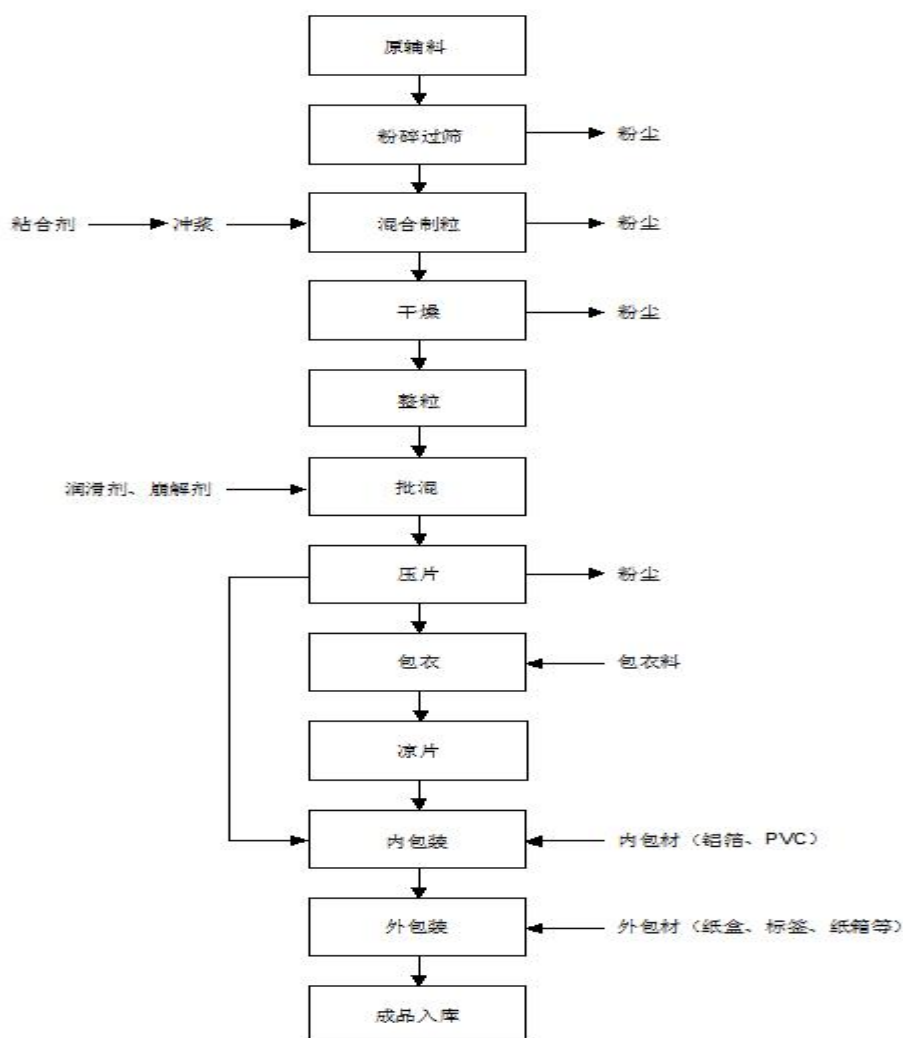 原辅料
粉碎过筛
粉尘
粘合剂
冲浆
混合制粒
粉尘
干燥
粉尘
整粒
润滑剂、崩解剂
批混
压片
粉尘
包衣
包衣料
凉片
内包装
内包材（铝箔、PVC）
外包装
外包材（纸盒、标签、纸箱等）
成品入库